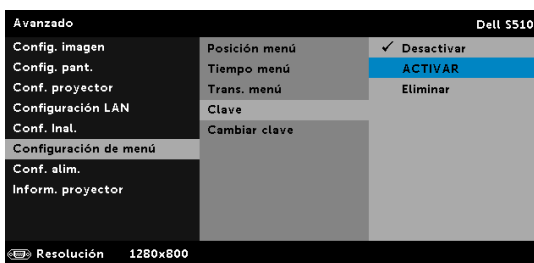 Avanzado Dell S510
Config. imagen
Config. pant.
Conf. proyector
Configuración LAN
Conf. Inal.
Configuración de menú
Conf. alim.
Inform. proyector
Posición menú
Tiempo menú
Trans. menú
Clave
Cambiar clave
✓ Desactivar
ACTIVAR
Eliminar
Resolución 1280x800